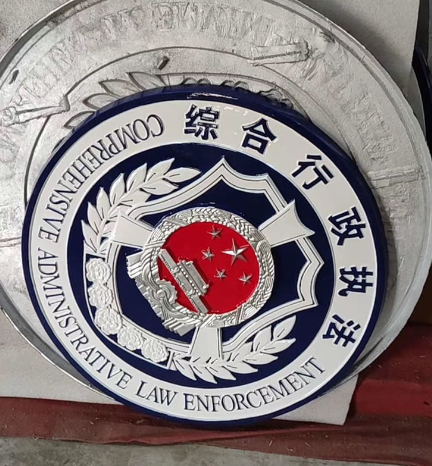 综合行政执法
COMPREHENSIVE ADMINISTRATIVE LAW ENFORCEMENT